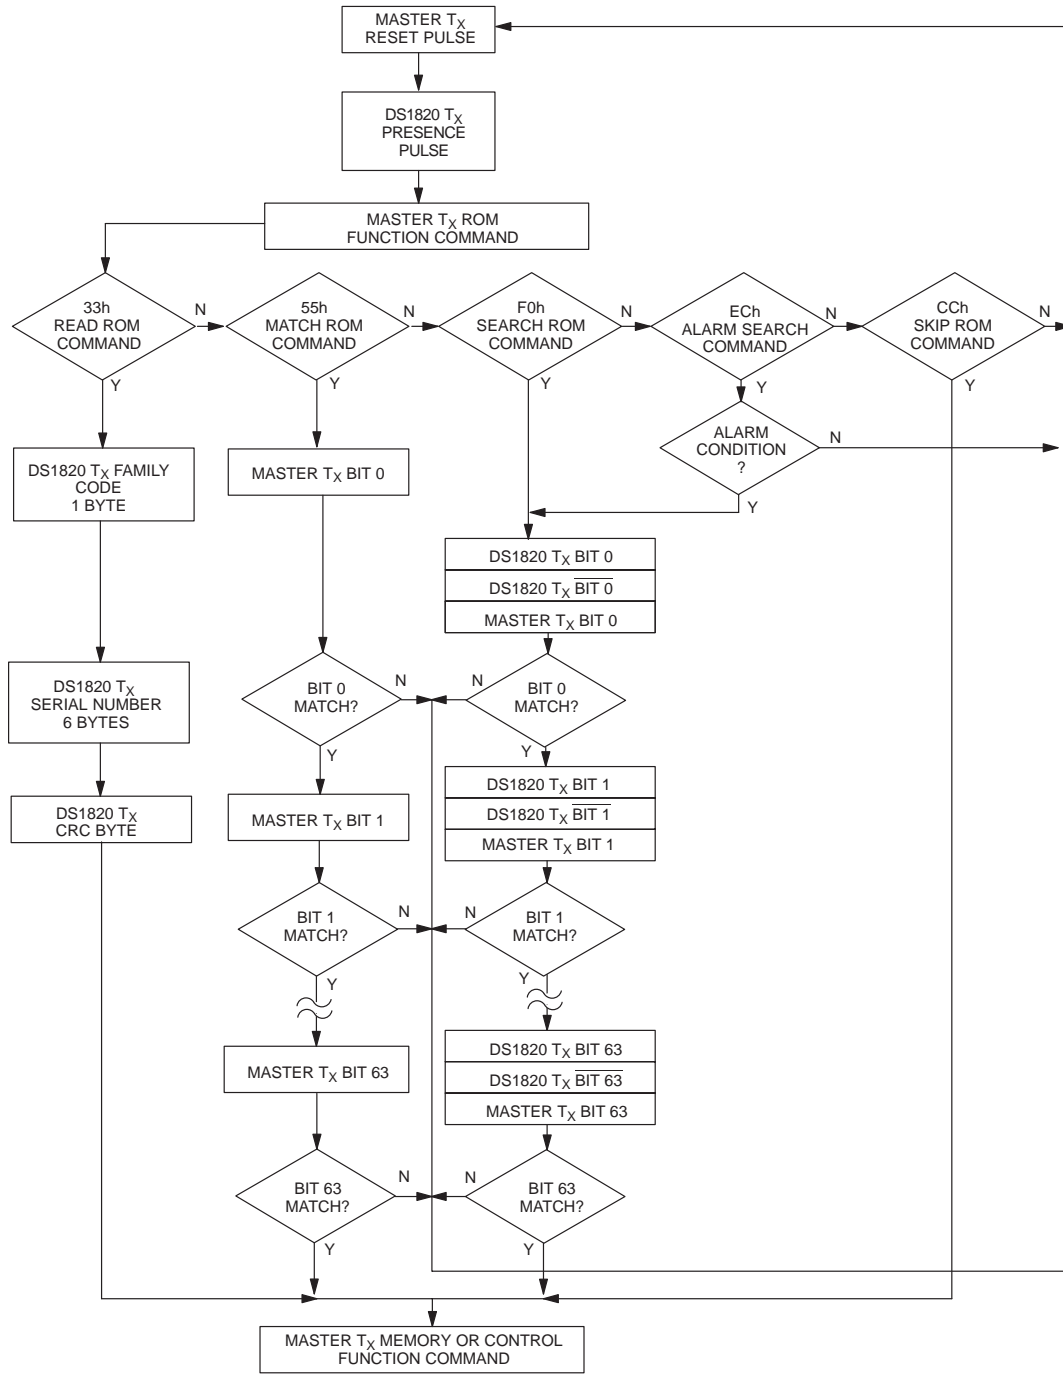 MASTER TX
RESET PULSE
DS1820 TX
PRESENCE
PULSE
MASTER TX ROM
FUNCTION COMMAND
33h
READ ROM
COMMAND
N
Y
55h
MATCH ROM
COMMAND
N
Y
F0h
SEARCH ROM
COMMAND
N
Y
ECh
ALARM SEARCH
COMMAND
N
Y
CCh
SKIP ROM
COMMAND
N
Y
ALARM
CONDITION
?
N
Y
DS1820 TX FAMILY
CODE
1 BYTE
MASTER TX BIT 0
DS1820 TX BIT 0
DS1820 TX BIT 0
MASTER TX BIT 0
DS1820 TX
SERIAL NUMBER
6 BYTES
BIT 0
MATCH?
N
Y
BIT 0
MATCH?
N
Y
DS1820 TX
CRC BYTE
MASTER TX BIT 1
DS1820 TX BIT 1
DS1820 TX BIT 1
MASTER TX BIT 1
BIT 1
MATCH?
N
Y
BIT 1
MATCH?
N
Y
MASTER TX BIT 63
DS1820 TX BIT 63
DS1820 TX BIT 63
MASTER TX BIT 63
BIT 63
MATCH?
N
Y
BIT 63
MATCH?
N
Y
MASTER TX MEMORY OR CONTROL
FUNCTION COMMAND